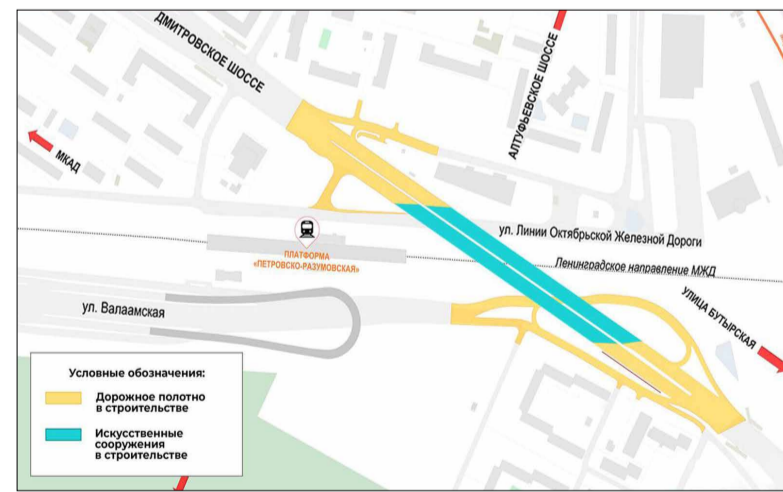 ДМИТРОВСКОЕ ШОССЕ
АЛТУФЬЕВСКОЕ ШОССЕ
МКАД
ул. Линии Октябрьской Железной Дороги
ПЛАТФОРМА
«ПЕТРОВСКО-РАЗУМОВСКАЯ»
Ленинградское направление МЖД
УЛИЦА БУТЫРСКАЯ
ул. Валаамская
Условные обозначения:
Дорожное полотно
в строительстве
Искусственные
сооружения
в строительстве